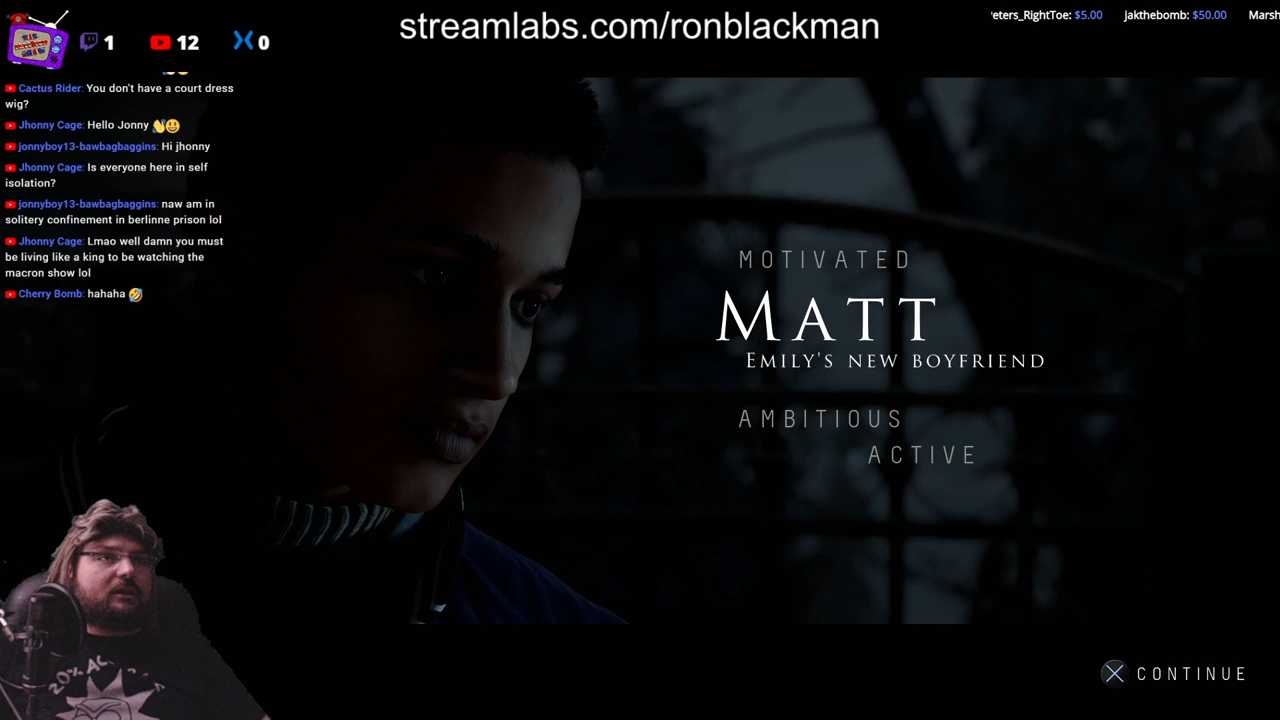 streamlabs.com/ronblackman
eters_RightToe: $5.00 Jakthebomb: $50.00 Marsh
1 12 0
Cactus Rider: You don't have a court dress
wig?
Jhonny Cage: Hello Jonny 👋😃
jonnyboy13-bawbagbaggins: Hi jhonny
Jhonny Cage: Is everyone here in self
isolation?
jonnyboy13-bawbagbaggins: naw am in
solitery confinement in berlinne prison lol
Jhonny Cage: Lmao well damn you must
be living like a king to be watching the
macron show lol
Cherry Bomb: hahaha 🤣
MOTIVATED
MATT
EMILY'S NEW BOYFRIEND
AMBITIOUS
ACTIVE
20% AC
CONTINUE